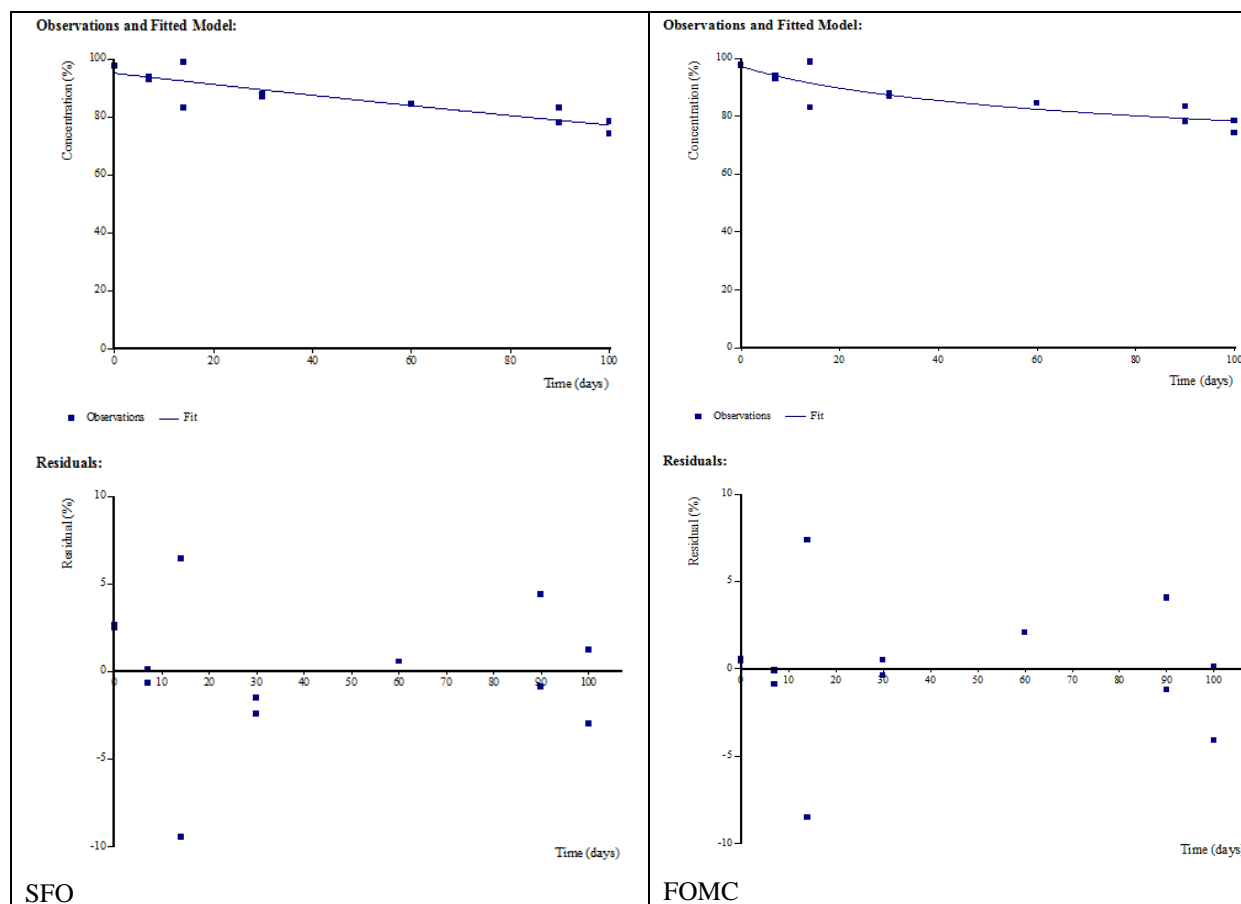 Observations and Fitted Model:
Concentration (%)
100
80
60
40
20
0
0 20 40 60 80 100
Time (days)
Observations Fit
Residuals:
Residual (%)
10
5
0
-5
-10
0 10 20 30 40 50 60 70 80 90 100
Time (days)
SFO
Observations and Fitted Model:
Concentration (%)
100
80
60
40
20
0
0 20 40 60 80 100
Time (days)
Observations Fit
Residuals:
Residual (%)
10
5
0
-5
-10
0 10 20 30 40 50 60 70 80 90 100
Time (days)
FOMC